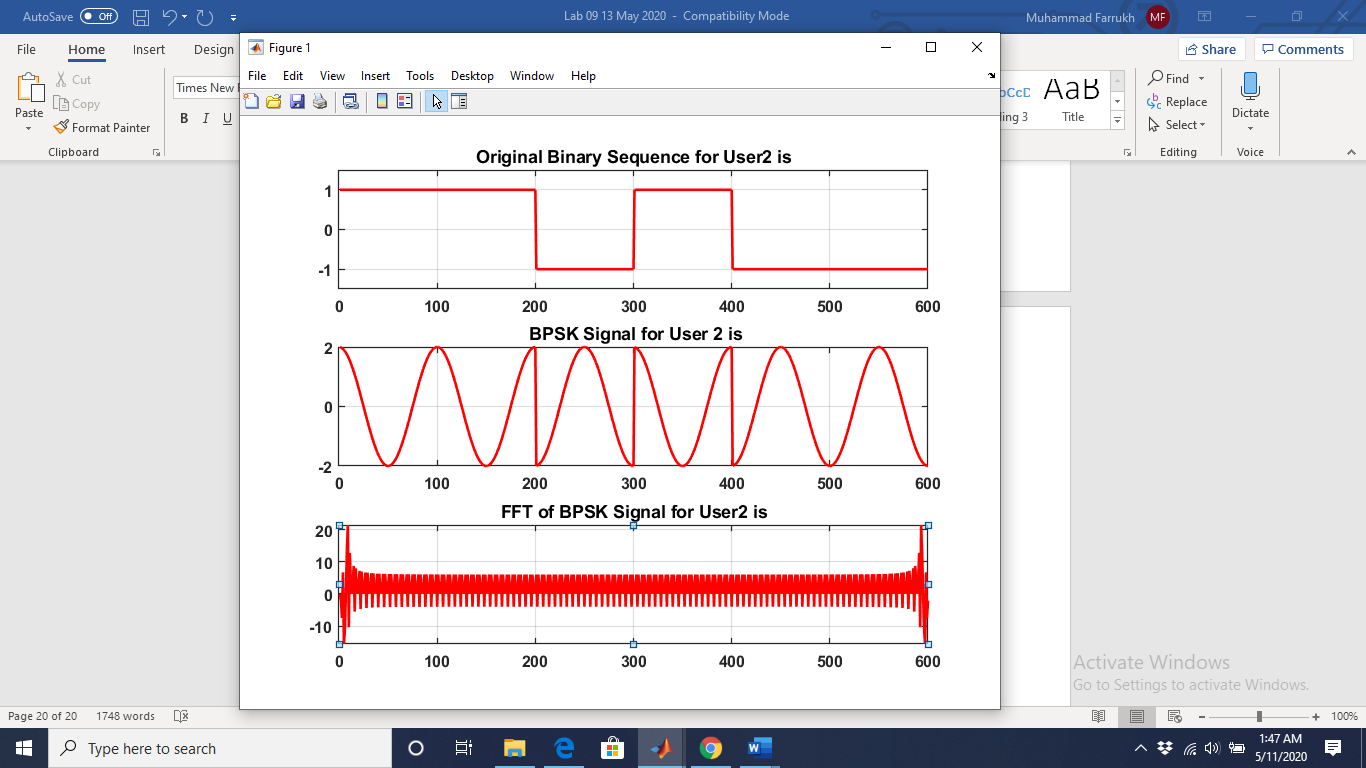 AutoSave Off
Lab 09 13 May 2020 - Compatibility Mode
Muhammad Farrukh MF
File Home Insert Design
Share Comments
Paste
Cut
Copy
Format Painter
Clipboard
Times New
B I U
ing 3
AaB
Title
Find
Replace
Select
Editing
Dictate
Voice
Figure 1
File Edit View Insert Tools Desktop Window Help
Original Binary Sequence for User2 is
1
0
-1
0 100 200 300 400 500 600
BPSK Signal for User 2 is
2
0
-2
0 100 200 300 400 500 600
FFT of BPSK Signal for User2 is
20
10
0
-10
0 100 200 300 400 500 600
Activate Windows
Go to Settings to activate Windows.
Page 20 of 20 1748 words
100%
Type here to search
1:47 AM
5/11/2020